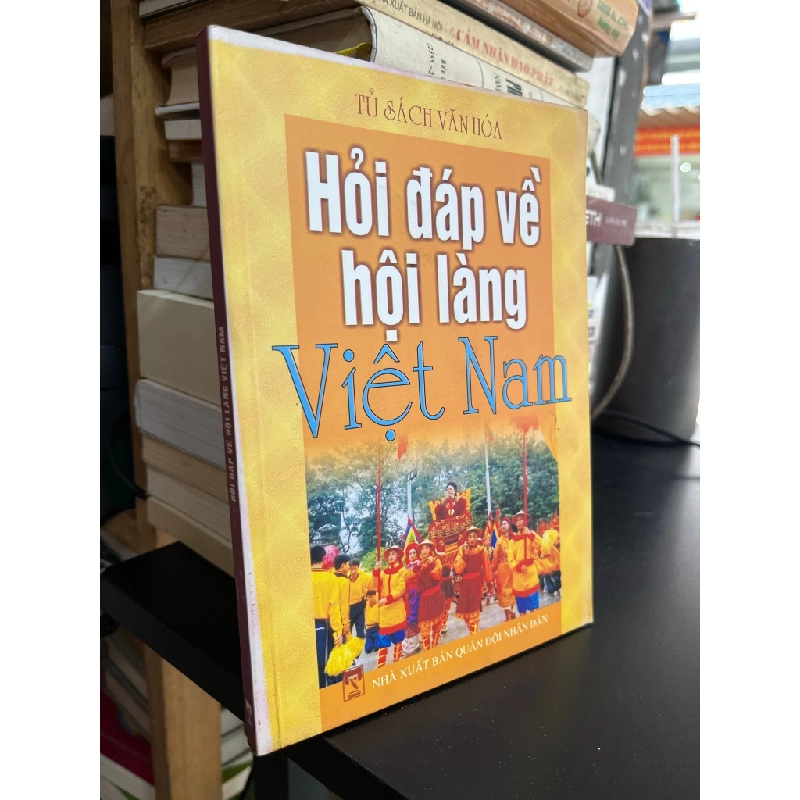 CẢM NHẬN ĐẠO PHẬT
TỦ SÁCH VĂN HÓA
Hỏi đáp về
hội làng
Việt Nam
NHÀ XUẤT BẢN QUÂN ĐỘI NHÂN DÂN
HỎI ĐÁP VỀ HỘI LÀNG VIỆT NAM